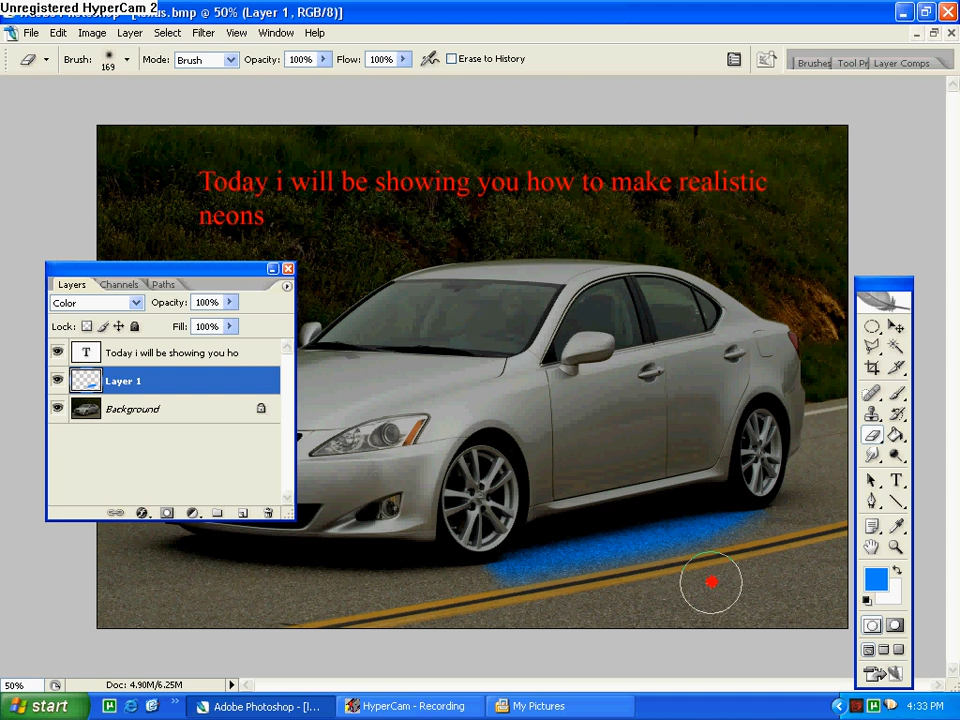 Unregistered HyperCam 2
@ 50% (Layer 1, RGB/8)]
File Edit Image Layer Select Filter View Window Help
Brush: 169 Mode: Brush Opacity: 100% Flow: 100% Erase to History
Brushes Tool Pr Layer Comps
Today i will be showing you how to make realistic
neons
Layers Channels Paths
Color Opacity: 100%
Lock: Fill: 100%
T Today i will be showing you ho
Layer 1
Background
50% Doc: 4.90M/6.25M
start Adobe Photoshop - [l... HyperCam - Recording My Pictures 4:33 PM